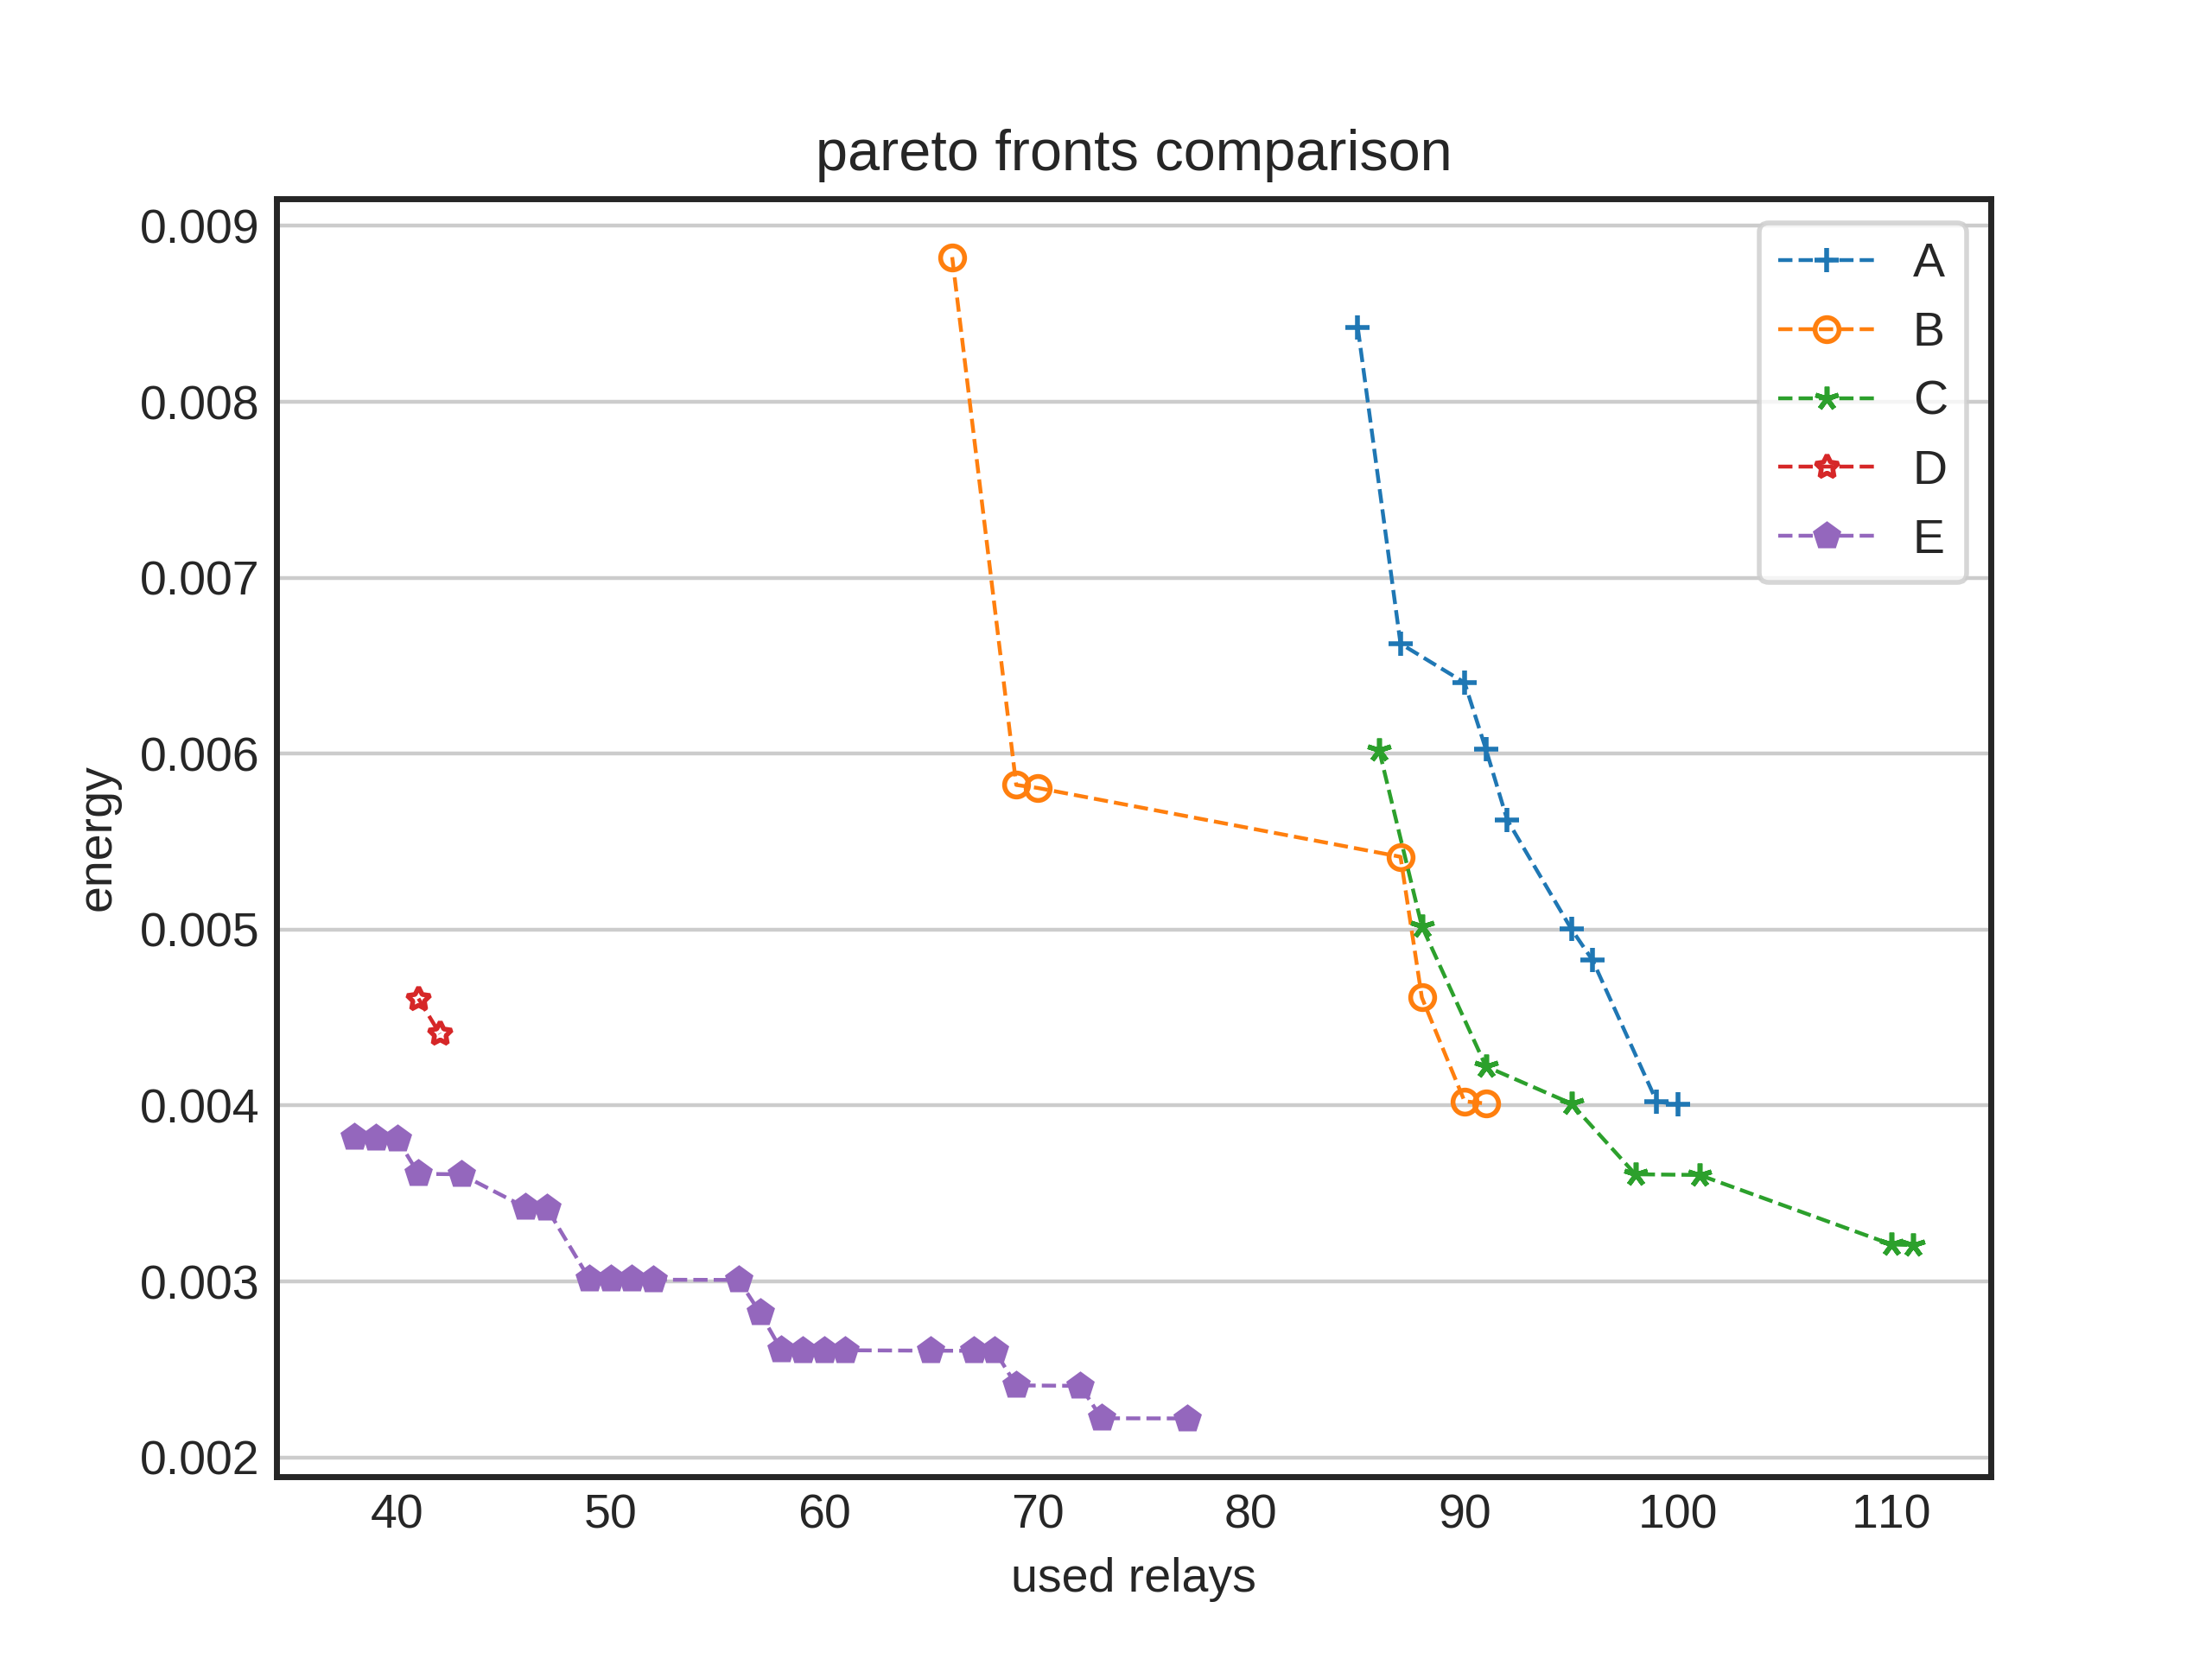 pareto fronts comparison
0.009
0.008
0.007
0.006
0.005
0.004
0.003
0.002
energy
A
B
C
D
E
40 50 60 70 80 90 100 110
used relays